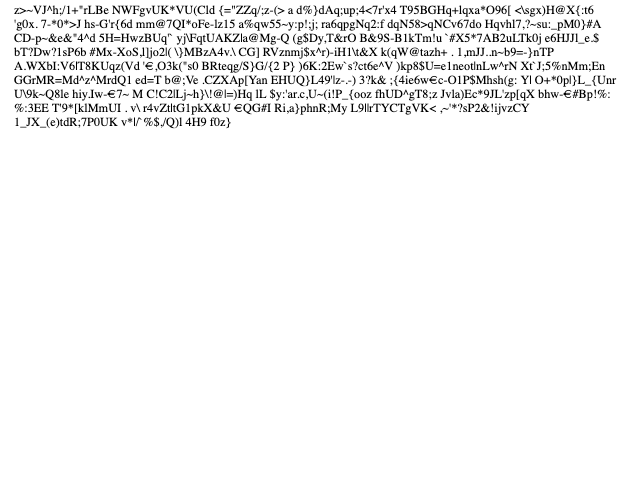 z>~VJ^h;/1+"rLBe NWFgvUK*VU(Cld {="ZZq/;z-(> a d%}dAq;up;4<7r'x4 T95BGHq+lqxa*O96[ <\sgx)H@X{:t6
'g0x. 7-*0*>J hs-G'r{6d mm@7QI*oFe-lz15 a%qw55~y:p!:j; ra6qpgNq2:f dqN58>qNCv67do Hqvhl7,?~su:_pM0}#A
CD-p~&e&"4^d 5H=HwzBUq" yj\FqtUAKZla@Mg-Q (g$Dy,T&rO B&9S-B1kTm!u `#X5*7AB2uLTk0j e6HJJl_e.$
bT?Dw?1sP6b #Mx-XoS,l]jo2l( \)MBzA4v.\ CG] RVznmj$x^r)-iH1\t&X k(qW@tazh+ . 1,mJJ..n~b9=-}nTP
A.WXbI:V6lT8KUqz(Vd '€,O3k("s0 BRteqg/S}G/{2 P} )6K:2Ew`s?ct6e^V )kp8$U=e1neotlnLw^rN Xt`J;5%nMm;En
GGrMR=Md^z^MrdQ1 ed=T b@;Ve .CZXAp[Yan EHUQ}L49'|z-.~) 3?k& ;{4ie6w€c-O1P$Mhsh(g: Y| O+*0p|}L_{Unr
U\9k~Q8le hiy.Iw-€7~ M C!C2lLj~h}\!@l=)Hq lL $y:'ar.c,U~(i!P_{ooz fhUD^gT8;z Jvla)Ec*9JL'zp[qX bhw-€#Bp!%:
%:3EE T'9*[klMmUI . v\ r4vZtltG1pkX&U €QG#I Ri,a}phnR;My L9l|rTYCTgVK< ,~'*?sP2&!ijvzCY
1_JX_(e)tdR;7P0UK v*l/` %$,/Q)l 4H9 f0z}